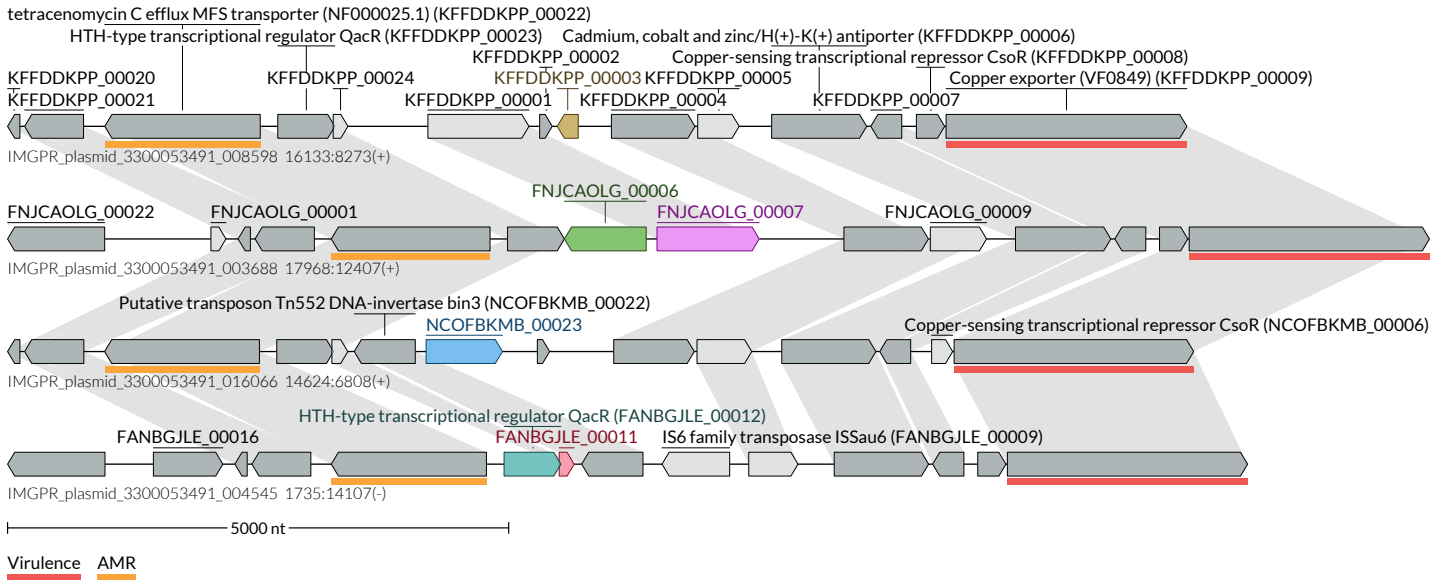 tetracenomycin C efflux MFS transporter (NF000025.1) (KFFDDKPP_00022)
HTH-type transcriptional regulator QacR (KFFDDKPP_00023) Cadmium, cobalt and zinc/H(+)-K(+) antiporter (KFFDDKPP_00006)
KFFDDKPP_00002 Copper-sensing transcriptional repressor CsoR (KFFDDKPP_00008)
KFFDDKPP_00020 KFFDDKPP_00024 KFFDDKPP_00003 KFFDDKPP_00005 Copper exporter (VF0849) (KFFDDKPP_00009)
KFFDDKPP_00021 KFFDDKPP_00001 KFFDDKPP_00004 KFFDDKPP_00007
IMGPR_plasmid_3300053491_008598 16133:8273(+)
FNJCAOLG_00006
FNJCAOLG_00022 FNJCAOLG_00001 FNJCAOLG_00007 FNJCAOLG_00009
IMGPR_plasmid_3300053491_003688 17968:12407(+)
Putative transposon Tn552 DNA-invertase bin3 (NCOFBKMB_00022)
NCOFBKMB_00023 Copper-sensing transcriptional repressor CsoR (NCOFBKMB_00006)
IMGPR_plasmid_3300053491_016066 14624:6808(+)
HTH-type transcriptional regulator QacR (FANBGJLE_00012)
FANBGJLE_00016 FANBGJLE_00011 IS6 family transposase ISSau6 (FANBGJLE_00009)
IMGPR_plasmid_3300053491_004545 1735:14107(-)
5000 nt
Virulence AMR